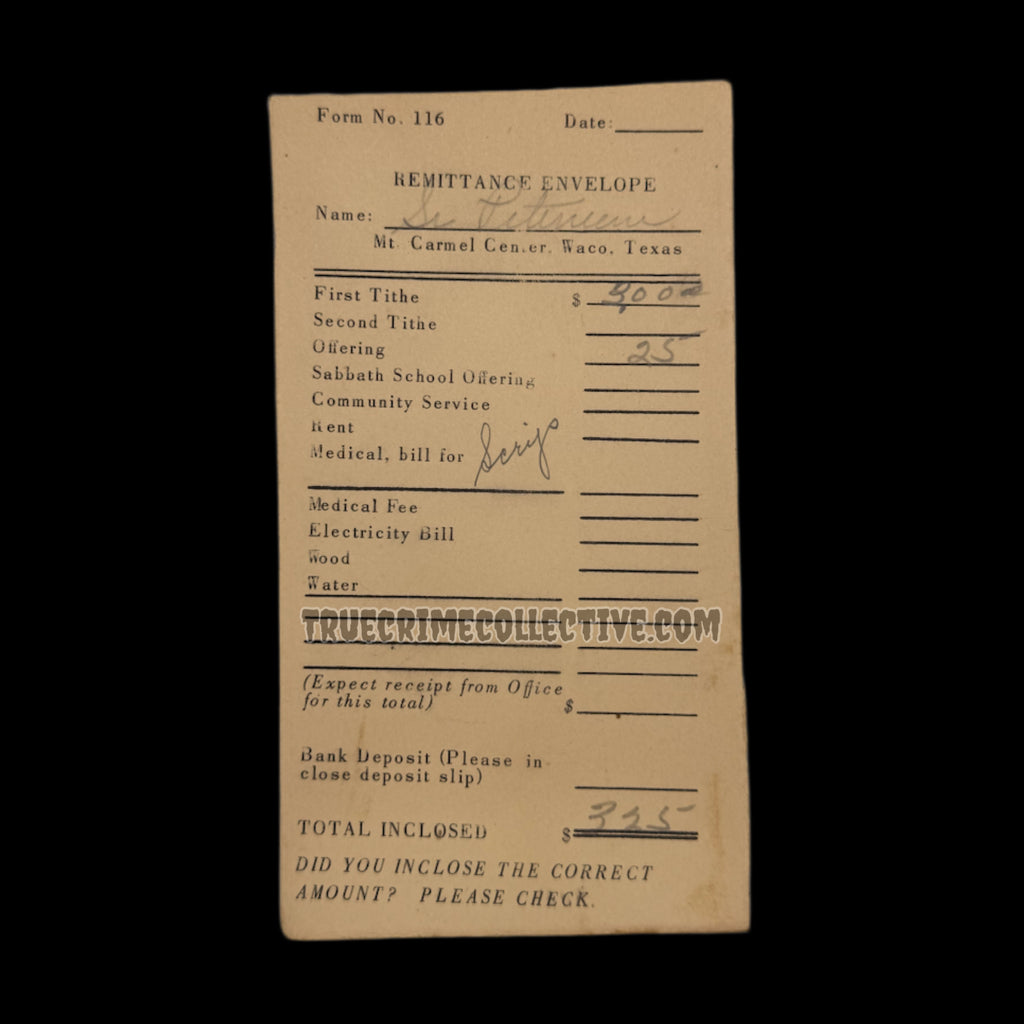 Form No. 116 Date:
REMITTANCE ENVELOPE
Name:
Mt. Carmel Center, Waco, Texas
First Tithe $ 3,00
Second Tithe
Offering 25
Sabbath School Offering
Community Service
Rent
Medical, bill for
Medical Fee
Electricity Bill
Wood
Water
TRUECRIMECOLLECTIVE.COM
(Expect receipt from Office
for this total) $
Bank Deposit (Please in
close deposit slip)
TOTAL INCLOSED $ 325
DID YOU INCLOSE THE CORRECT
AMOUNT? PLEASE CHECK.